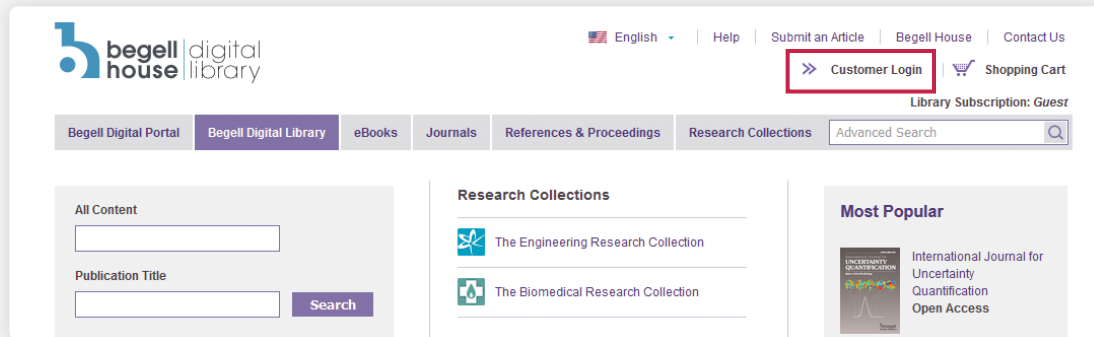 begell digital
house library
English
Help
Submit an Article
Begell House
Contact Us
Customer Login
Shopping Cart
Library Subscription: Guest
Begell Digital Portal
Begell Digital Library
eBooks
Journals
References & Proceedings
Research Collections
Advanced Search
All Content
Publication Title
Search
Research Collections
The Engineering Research Collection
The Biomedical Research Collection
Most Popular
UNCERTAINTY
QUANTIFICATION
International Journal for
Uncertainty
Quantification
Open Access